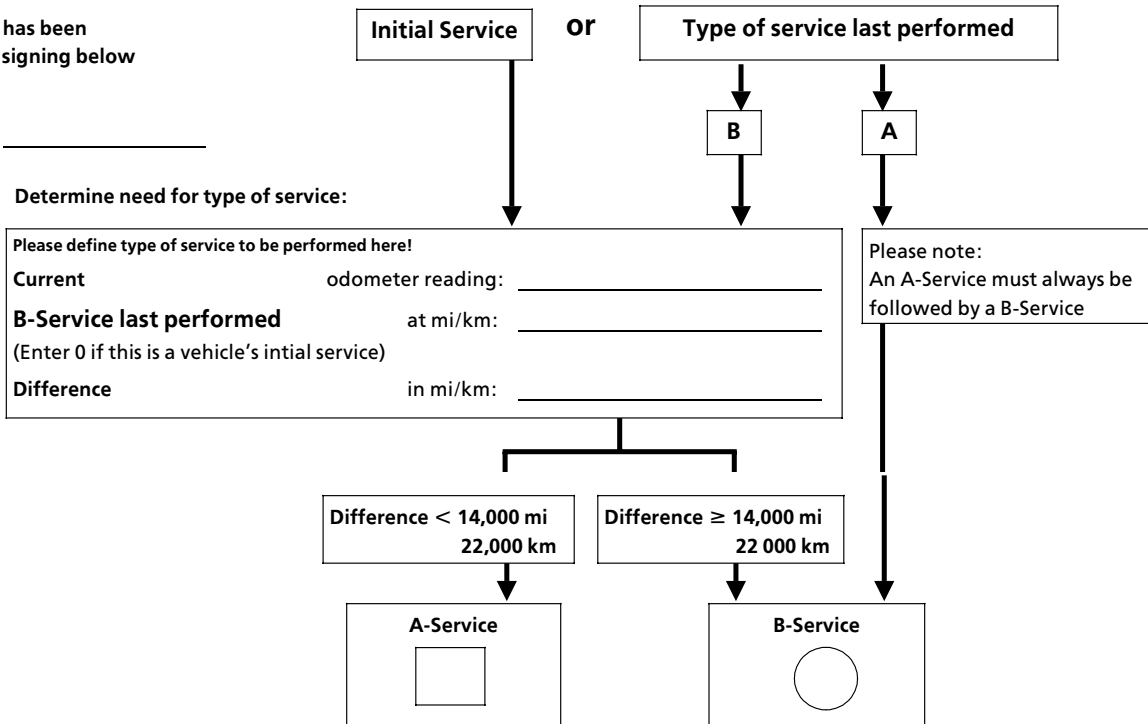 has been
signing below
Initial Service
or
Type of service last performed
B
A
Determine need for type of service:
Please define type of service to be performed here!
Current odometer reading:
B-Service last performed at mi/km:
(Enter 0 if this is a vehicle's intial service)
Difference in mi/km:
Please note:
An A-Service must always be
followed by a B-Service
Difference < 14,000 mi
22,000 km
Difference ≥ 14,000 mi
22 000 km
A-Service
B-Service